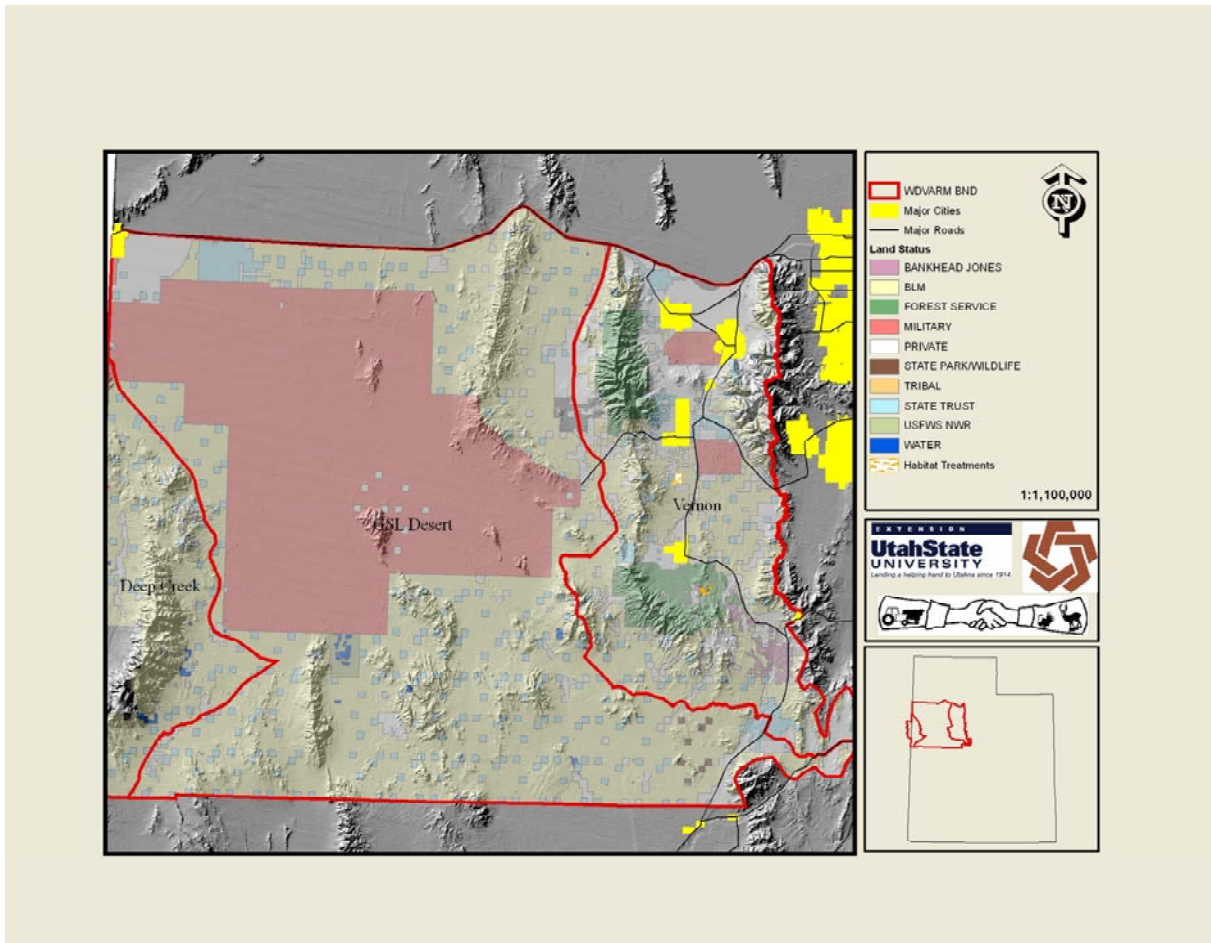 GSL Desert
Vernon
Deep Creek
WDVARM BND
Major Cities
Major Roads
Land Status
BANKHEAD JONES
BLM
FOREST SERVICE
MILITARY
PRIVATE
STATE PARK/WILDLIFE
TRIBAL
STATE TRUST
USFWS NWR
WATER
Habitat Treatments
N
1:1,100,000
EXTENSION
UtahState
UNIVERSITY
Lending a helping hand to Utahns since 1914